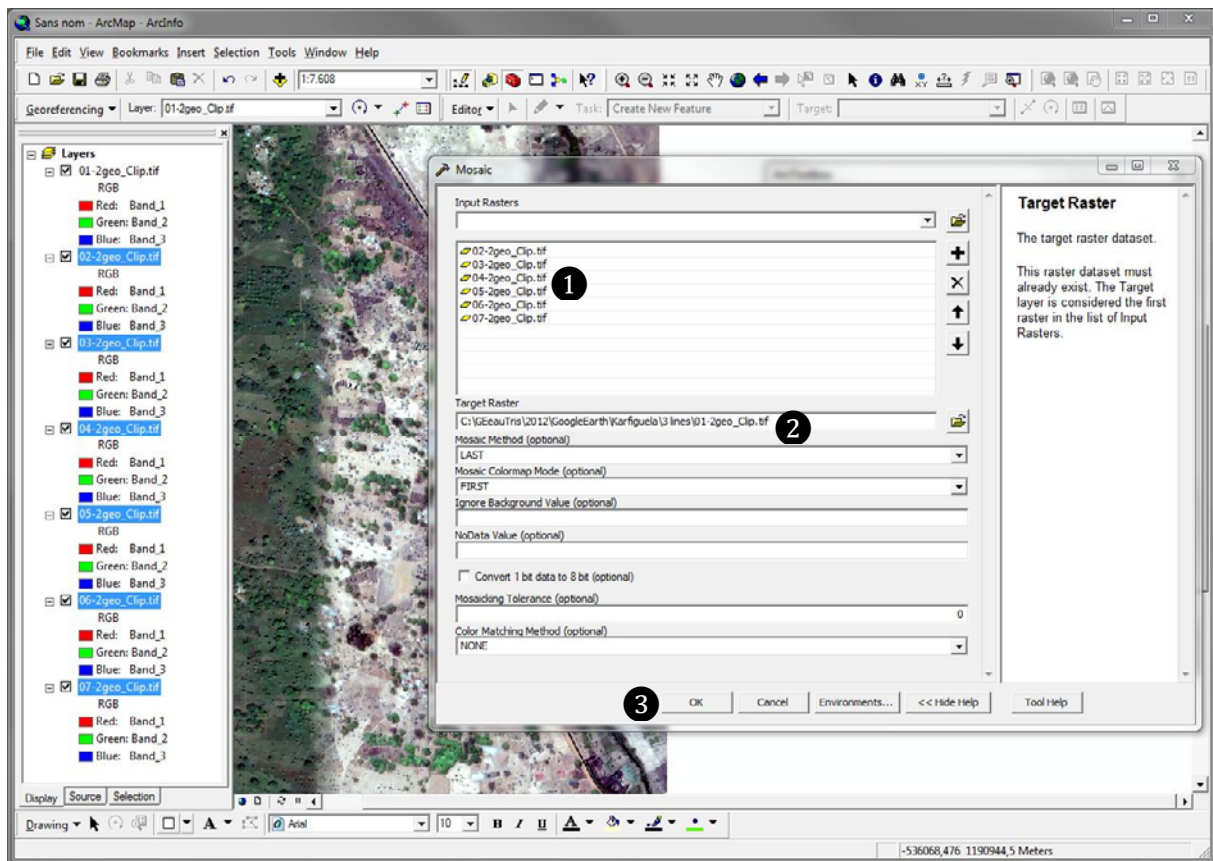 Sans nom - ArcMap - ArcInfo
File Edit View Bookmarks Insert Selection Tools Window Help
1:7.608
Georeferencing Layer: 01-2geo_Clip.tif Editor Task: Create New Feature Target:
Layers
01-2geo_Clip.tif
RGB
Red: Band_1
Green: Band_2
Blue: Band_3
02-2geo_Clip.tif
RGB
Red: Band_1
Green: Band_2
Blue: Band_3
03-2geo_Clip.tif
RGB
Red: Band_1
Green: Band_2
Blue: Band_3
04-2geo_Clip.tif
RGB
Red: Band_1
Green: Band_2
Blue: Band_3
05-2geo_Clip.tif
RGB
Red: Band_1
Green: Band_2
Blue: Band_3
06-2geo_Clip.tif
RGB
Red: Band_1
Green: Band_2
Blue: Band_3
07-2geo_Clip.tif
RGB
Red: Band_1
Green: Band_2
Blue: Band_3
Display Source Selection
Mosaic
Input Rasters
02-2geo_Clip.tif
03-2geo_Clip.tif
04-2geo_Clip.tif
05-2geo_Clip.tif
06-2geo_Clip.tif
07-2geo_Clip.tif
1
Target Raster
C:\GEeauTris\2012\GoogleEarth\Karfiguela\3 lines\01-2geo_Clip.tif
2
Mosaic Method (optional)
LAST
Mosaic Colormap Mode (optional)
FIRST
Ignore Background Value (optional)
NoData Value (optional)
Convert 1 bit data to 8 bit (optional)
Mosaicking Tolerance (optional)
0
Color Matching Method (optional)
NONE
3
OK Cancel Environments... << Hide Help Tool Help
Target Raster
The target raster dataset.
This raster dataset must
already exist. The Target
layer is considered the first
raster in the list of Input
Rasters.
Drawing A Arial 10 B I U A
-536068,476 1190944,5 Meters